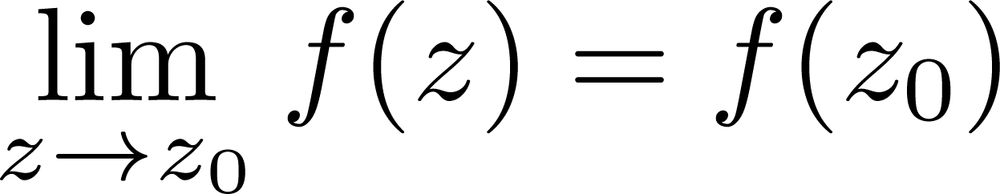 lim f(z) = f(z₀)
z→z₀